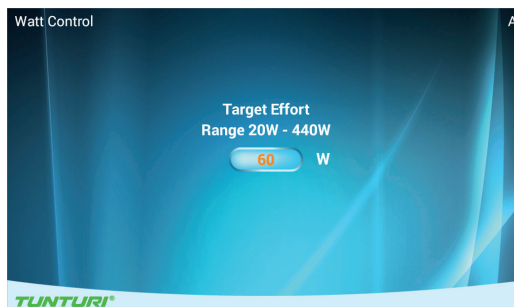 Watt Control
A
Target Effort
Range 20W - 440W
60 W
TUNTURI®